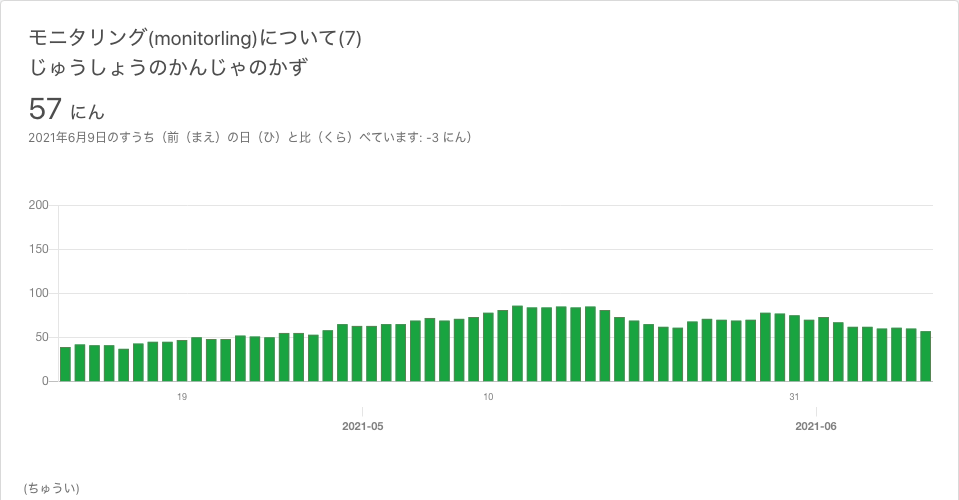 モニタリング(monitorling)について(7)
じゅうしょうのかんじゃのかず
57 にん
2021年6月9日のすうち（前（まえ）の日（ひ）と比（くら）べています: -3 にん）
200
150
100
50
0
19
10
31
2021-05
2021-06
(ちゅうい)